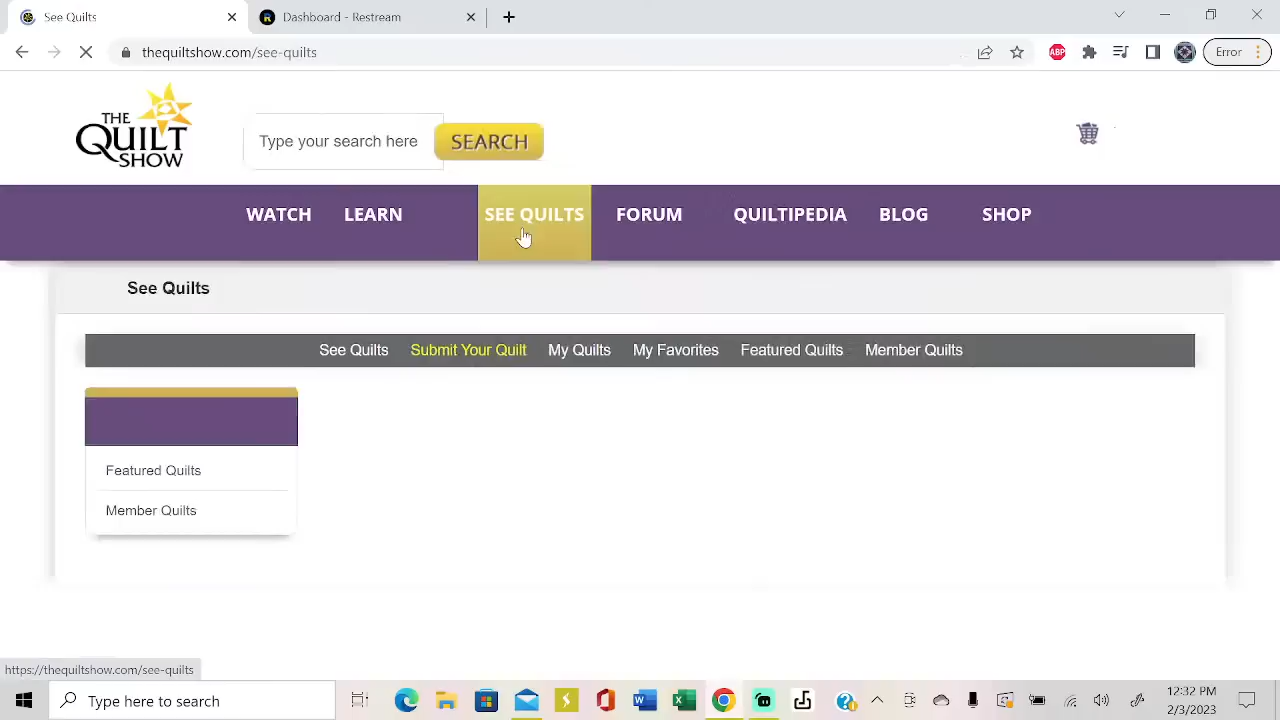 See Quilts
Dashboard - Restream
thequiltshow.com/see-quilts
ABP
Error
THE
QUILT
SHOW
Type your search here
SEARCH
WATCH LEARN SEE QUILTS FORUM QUILTIPEDIA BLOG SHOP
See Quilts
See Quilts Submit Your Quilt My Quilts My Favorites Featured Quilts Member Quilts
Featured Quilts
Member Quilts
https://thequiltshow.com/see-quilts
Type here to search
12:02 PM
2/3/2023